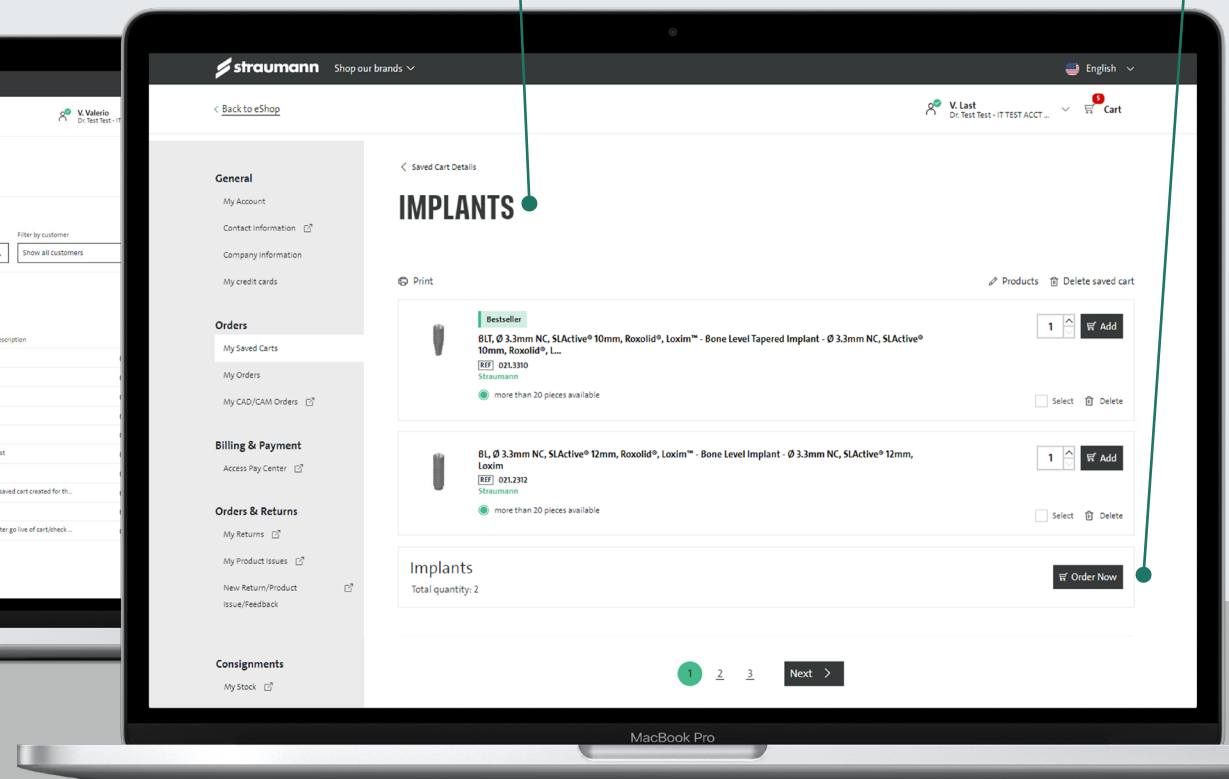 straumann
Shop our brands
English
Back to eShop
V. Last
Dr. Test Test - IT TEST ACCT ...
5
Cart
V. Valerio
Dr. Test Test - IT
Filter by customer
Show all customers
st
saved cart created for th...
General
My Account
Contact Information
Company Information
My credit cards
Orders
My Saved Carts
My Orders
My CAD/CAM Orders
Billing & Payment
Access Pay Center
Orders & Returns
My Returns
My Product Issues
New Return/Product
Issue/Feedback
Consignments
My Stock
Saved Cart Details
IMPLANTS
Print
Products
Delete saved cart
Bestseller
BLT, Ø 3.3mm NC, SLActive® 10mm, Roxolid®, Loxim™ - Bone Level Tapered Implant - Ø 3.3mm NC, SLActive®
10mm, Roxolid®, L...
REF 021.3310
Straumann
more than 20 pieces available
1
Add
Select
Delete
BL, Ø 3.3mm NC, SLActive® 12mm, Roxolid®, Loxim™ - Bone Level Implant - Ø 3.3mm NC, SLActive® 12mm,
Loxim
REF 021.2312
Straumann
more than 20 pieces available
1
Add
Select
Delete
Implants
Total quantity: 2
Order Now
1
2
3
Next
MacBook Pro